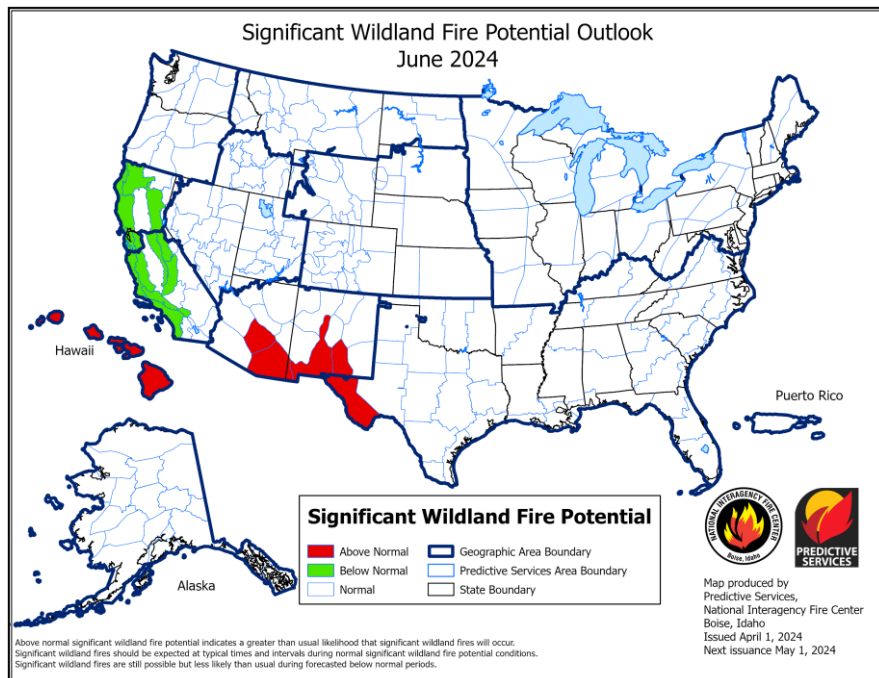 Significant Wildland Fire Potential Outlook
June 2024
Hawaii
Puerto Rico
Alaska
Significant Wildland Fire Potential
Above Normal
Geographic Area Boundary
Below Normal
Predictive Services Area Boundary
Normal
State Boundary
NATIONAL INTERAGENCY FIRE CENTER
Boise, Idaho
PREDICTIVE
SERVICES
Map produced by
Predictive Services,
National Interagency Fire Center
Boise, Idaho
Issued April 1, 2024
Next issuance May 1, 2024
Above normal significant wildland fire potential indicates a greater than usual likelihood that significant wildland fires will occur.
Significant wildland fires should be expected at typical times and intervals during normal significant wildland fire potential conditions.
Significant wildland fires are still possible but less likely than usual during forecasted below normal periods.